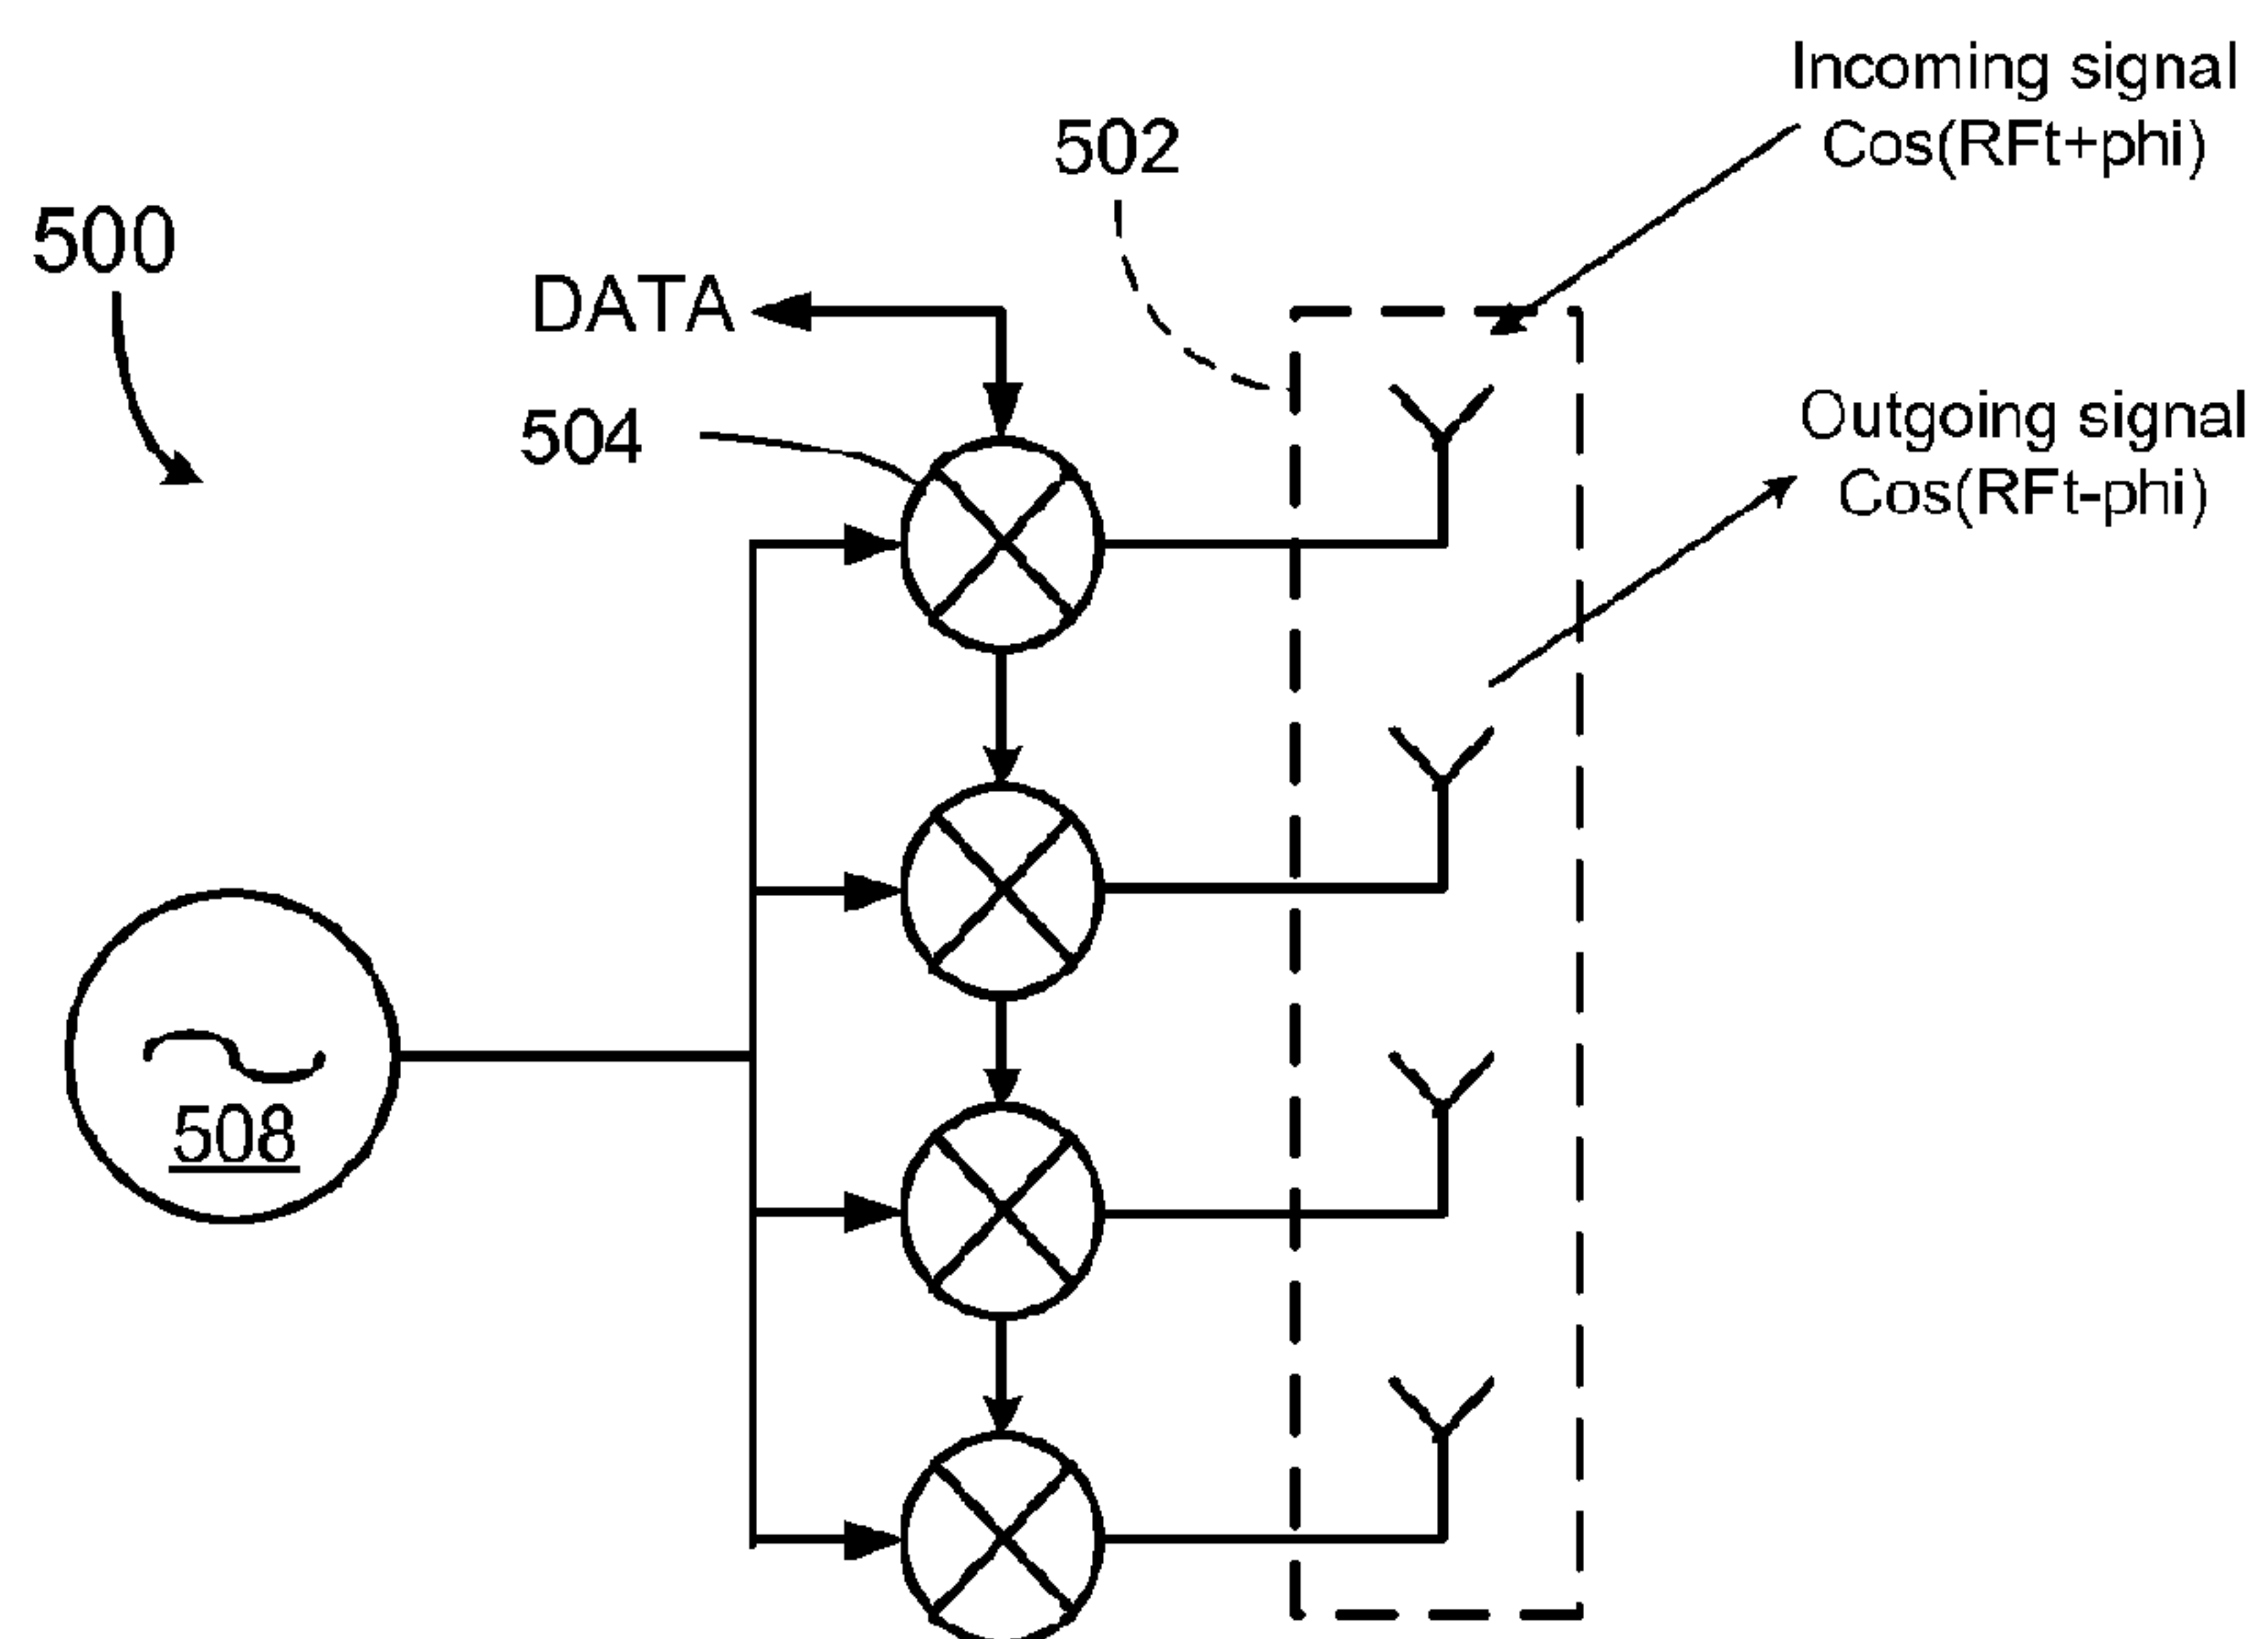 Incoming signal
Cos(RFt+phi)
502
500
DATA
Outgoing signal
Cos(RFt-phi)
504
508